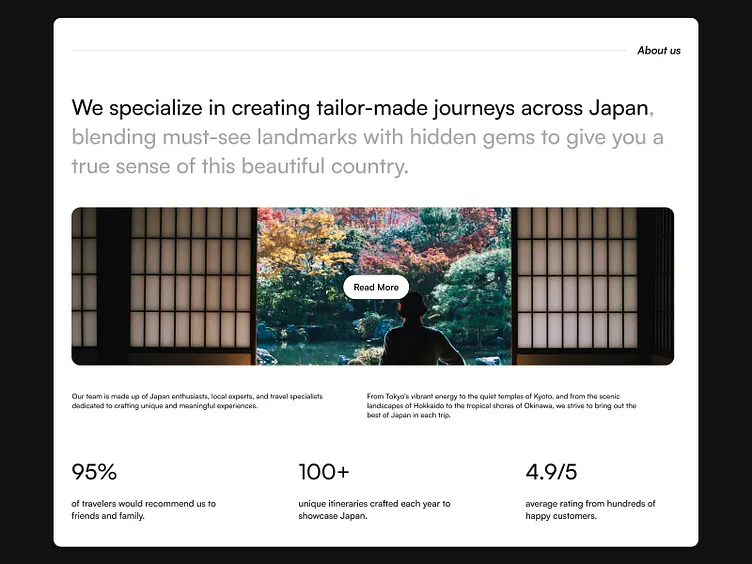 About us
We specialize in creating tailor-made journeys across Japan,
blending must-see landmarks with hidden gems to give you a
true sense of this beautiful country.
Read More
Our team is made up of Japan enthusiasts, local experts, and travel specialists
dedicated to crafting unique and meaningful experiences.
From Tokyo's vibrant energy to the quiet temples of Kyoto, and from the scenic
landscapes of Hokkaido to the tropical shores of Okinawa, we strive to bring out the
best of Japan in each trip.
95%
of travelers would recommend us to
friends and family.
100+
unique itineraries crafted each year to
showcase Japan.
4.9/5
average rating from hundreds of
happy customers.